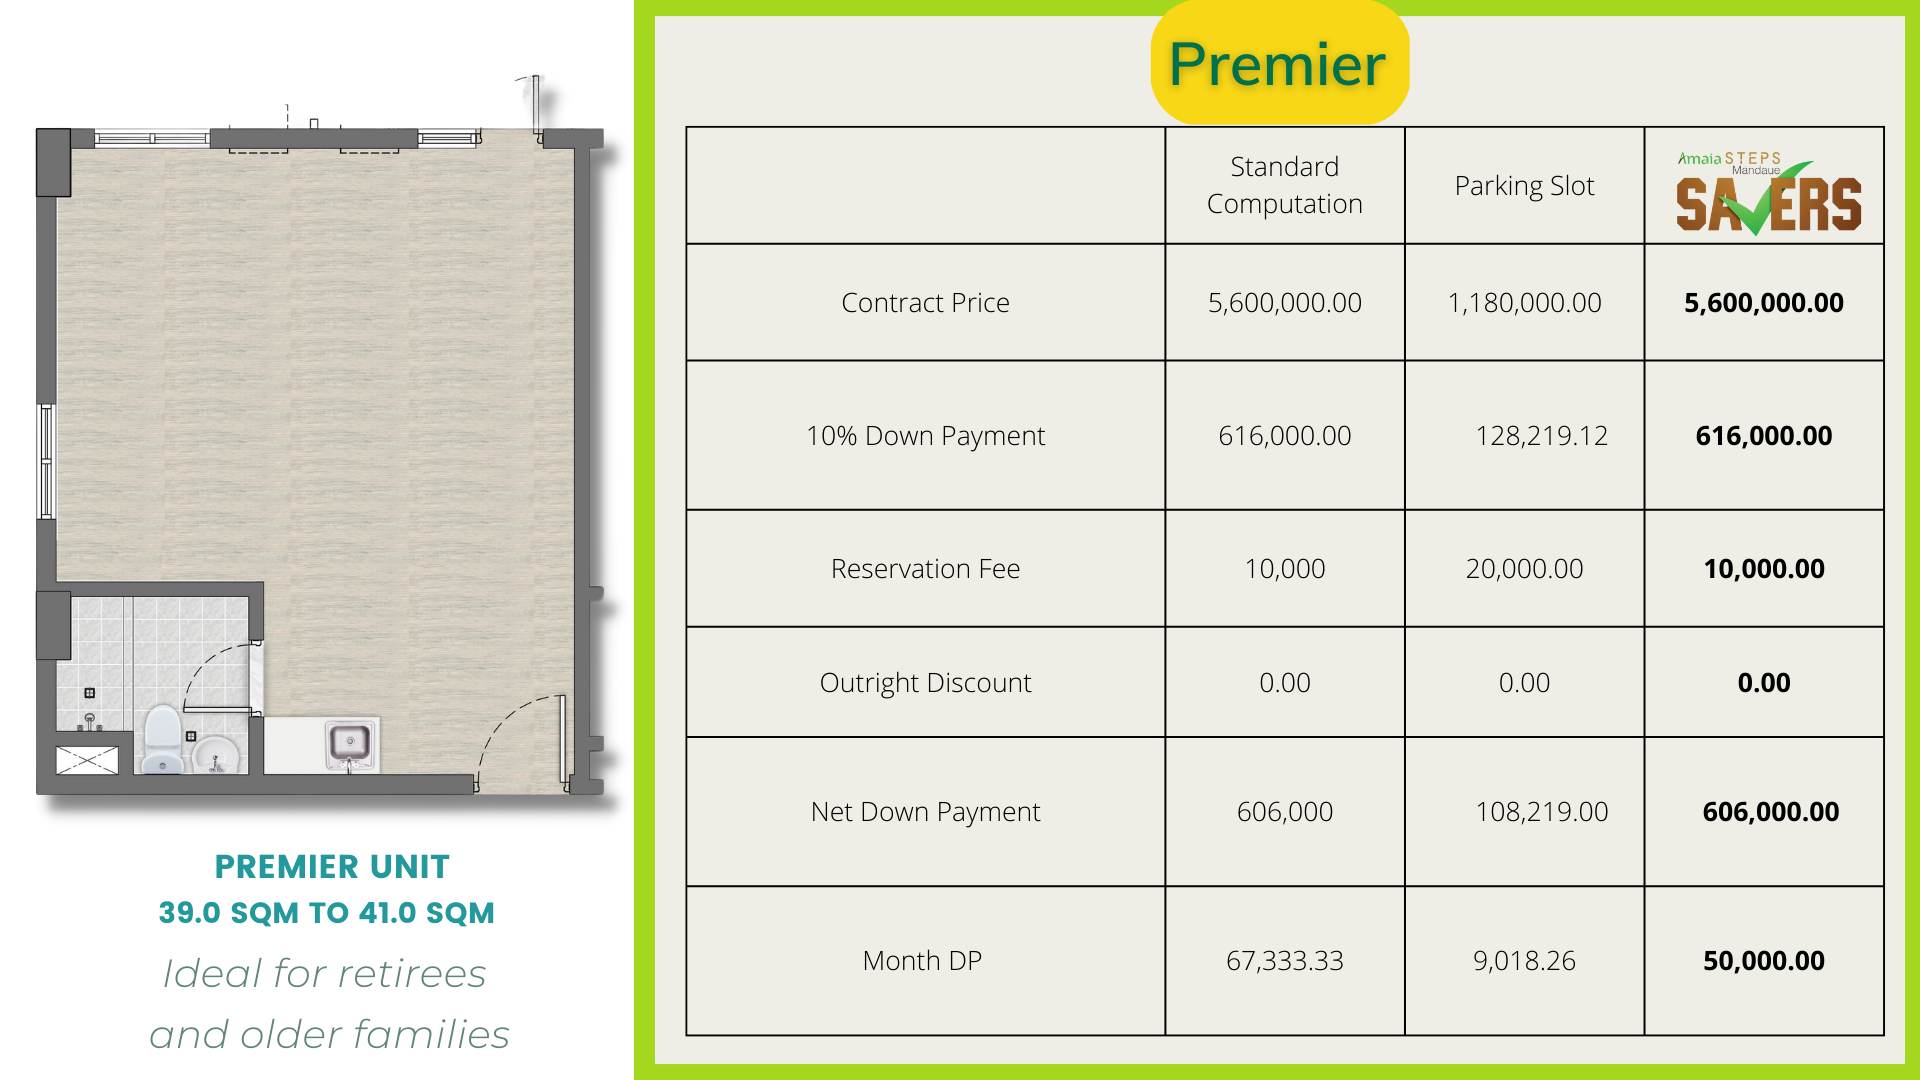 PREMIER UNIT
39.0 SQM TO 41.0 SQM
Ideal for retirees
and older families
Premier
Standard
Computation
Parking Slot
Amaia STEPS
Mandaue
SAVERS
Contract Price 5,600,000.00 1,180,000.00 5,600,000.00
10% Down Payment 616,000.00 128,219.12 616,000.00
Reservation Fee 10,000 20,000.00 10,000.00
Outright Discount 0.00 0.00 0.00
Net Down Payment 606,000 108,219.00 606,000.00
Month DP 67,333.33 9,018.26 50,000.00